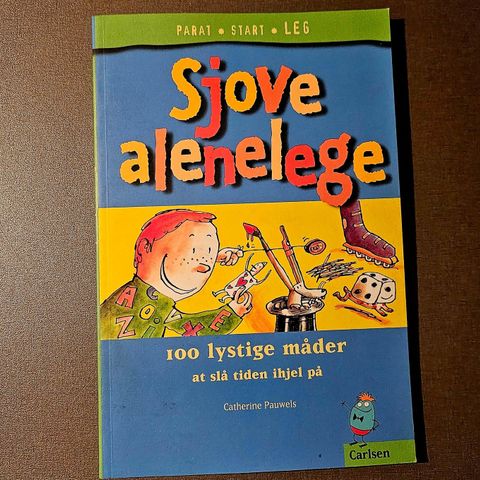 PARAT • START • LEG
Sjove
alenelege
100 lystige måder
at slå tiden ihjel på
Catherine Pauwels
Carlsen